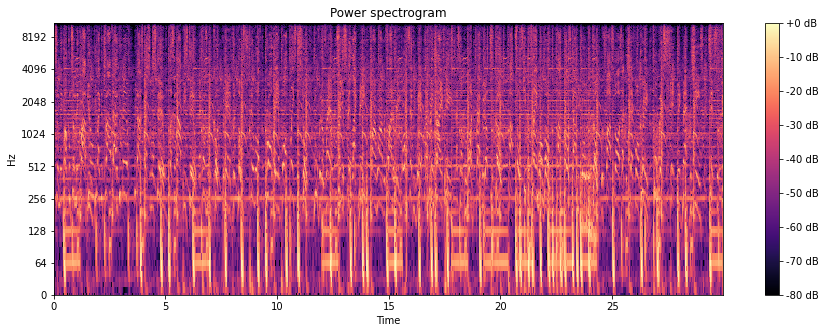 Power spectrogram
8192
4096
2048
1024
512
256
128
64
0
Hz
0 5 10 15 20 25
Time
+0 dB
-10 dB
-20 dB
-30 dB
-40 dB
-50 dB
-60 dB
-70 dB
-80 dB